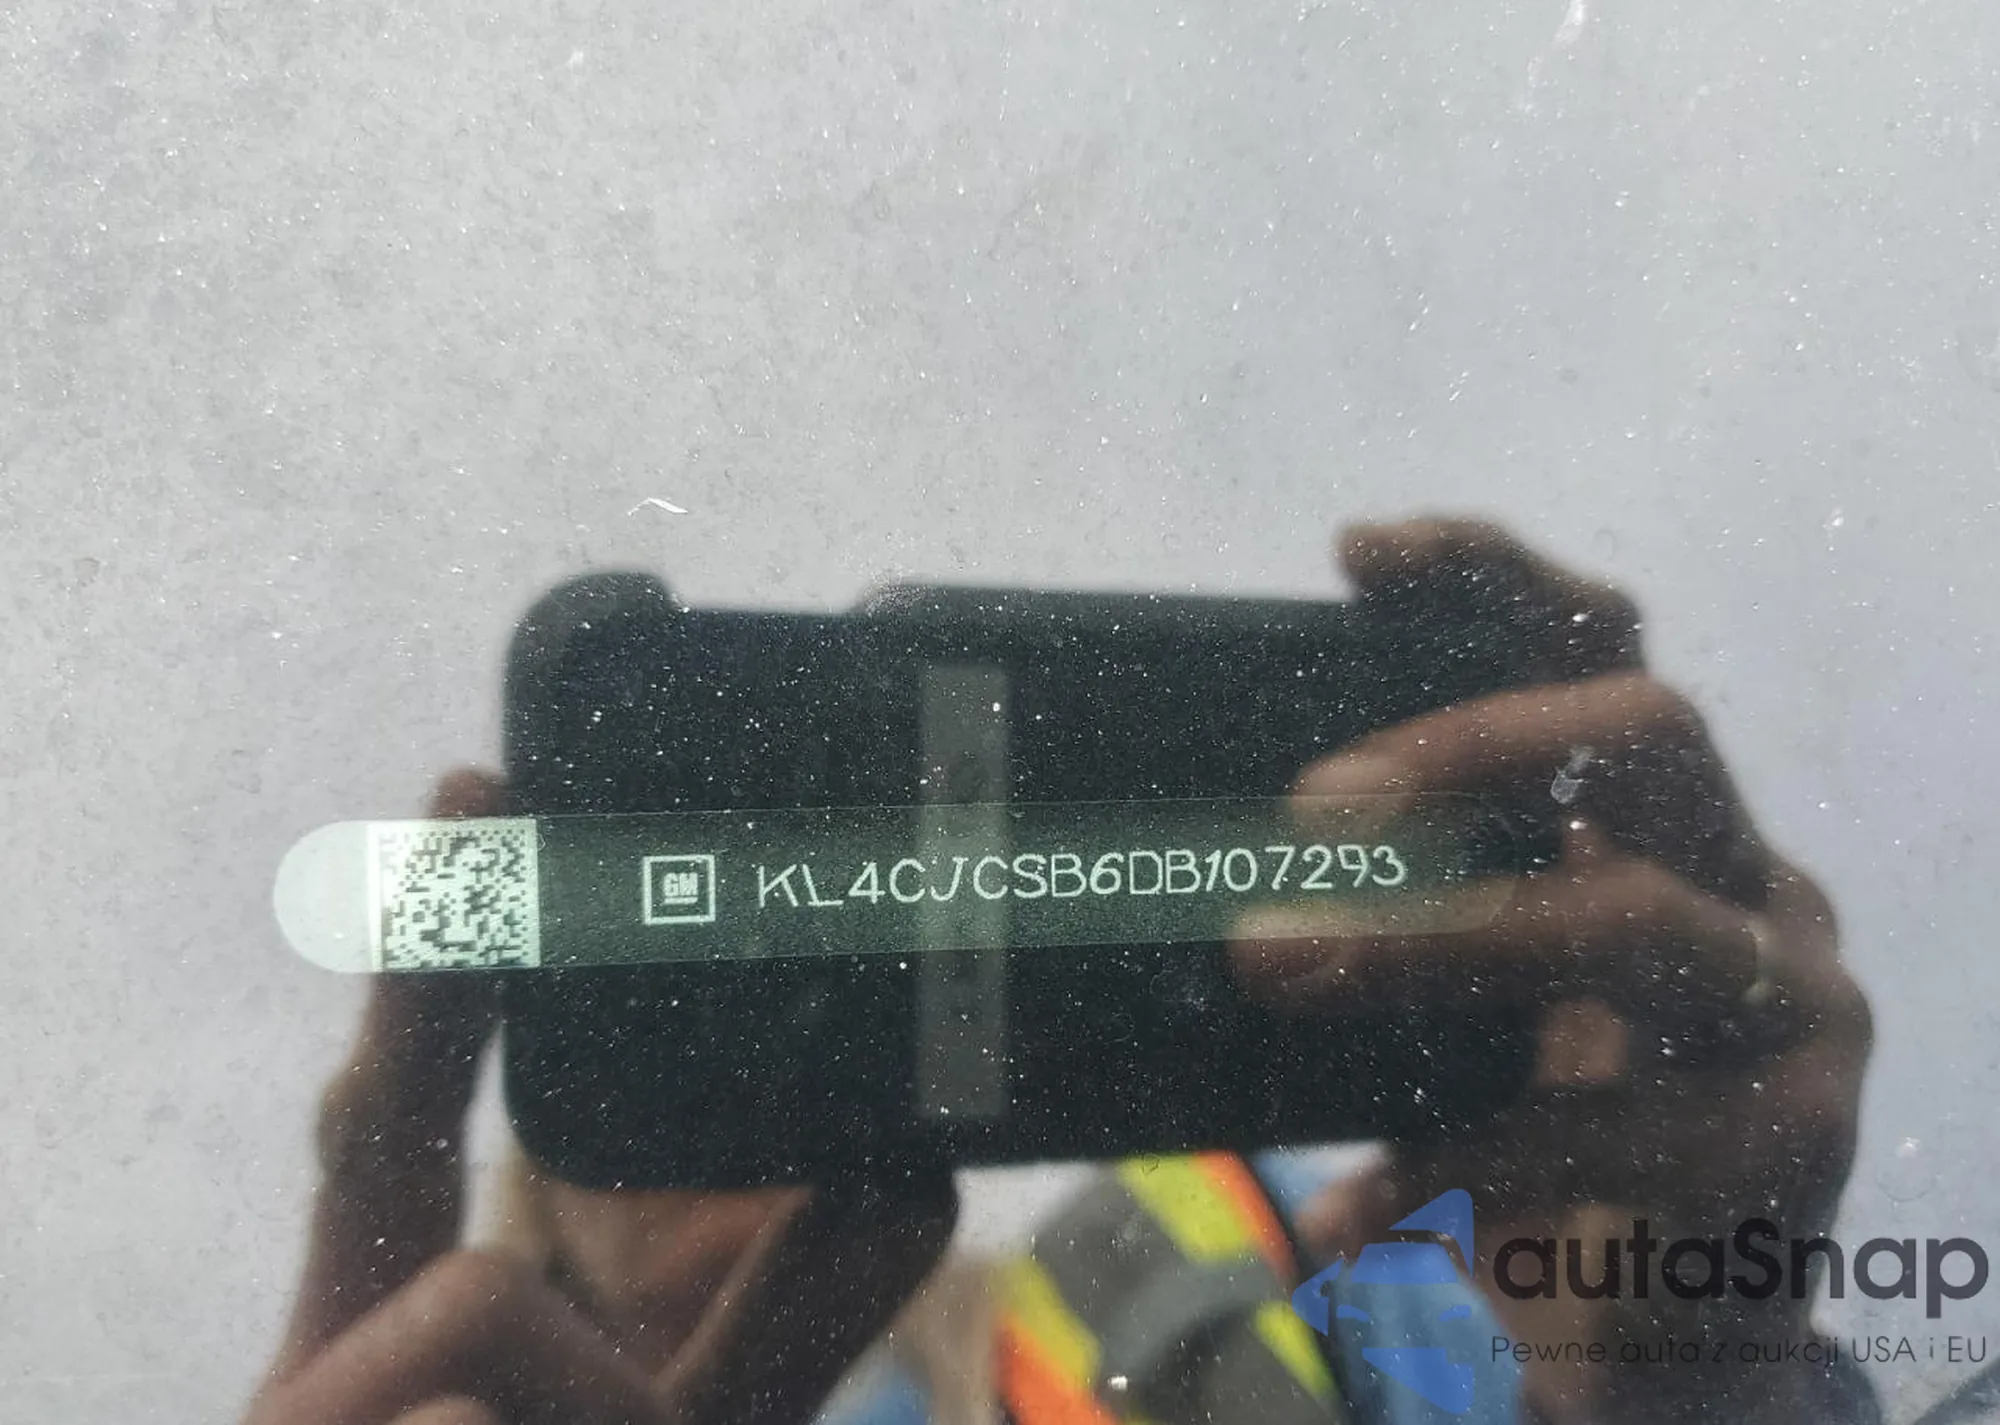 GM KL4CJCSB6DB107293
autaSnap
Pewne auta z aukcji USA i EU